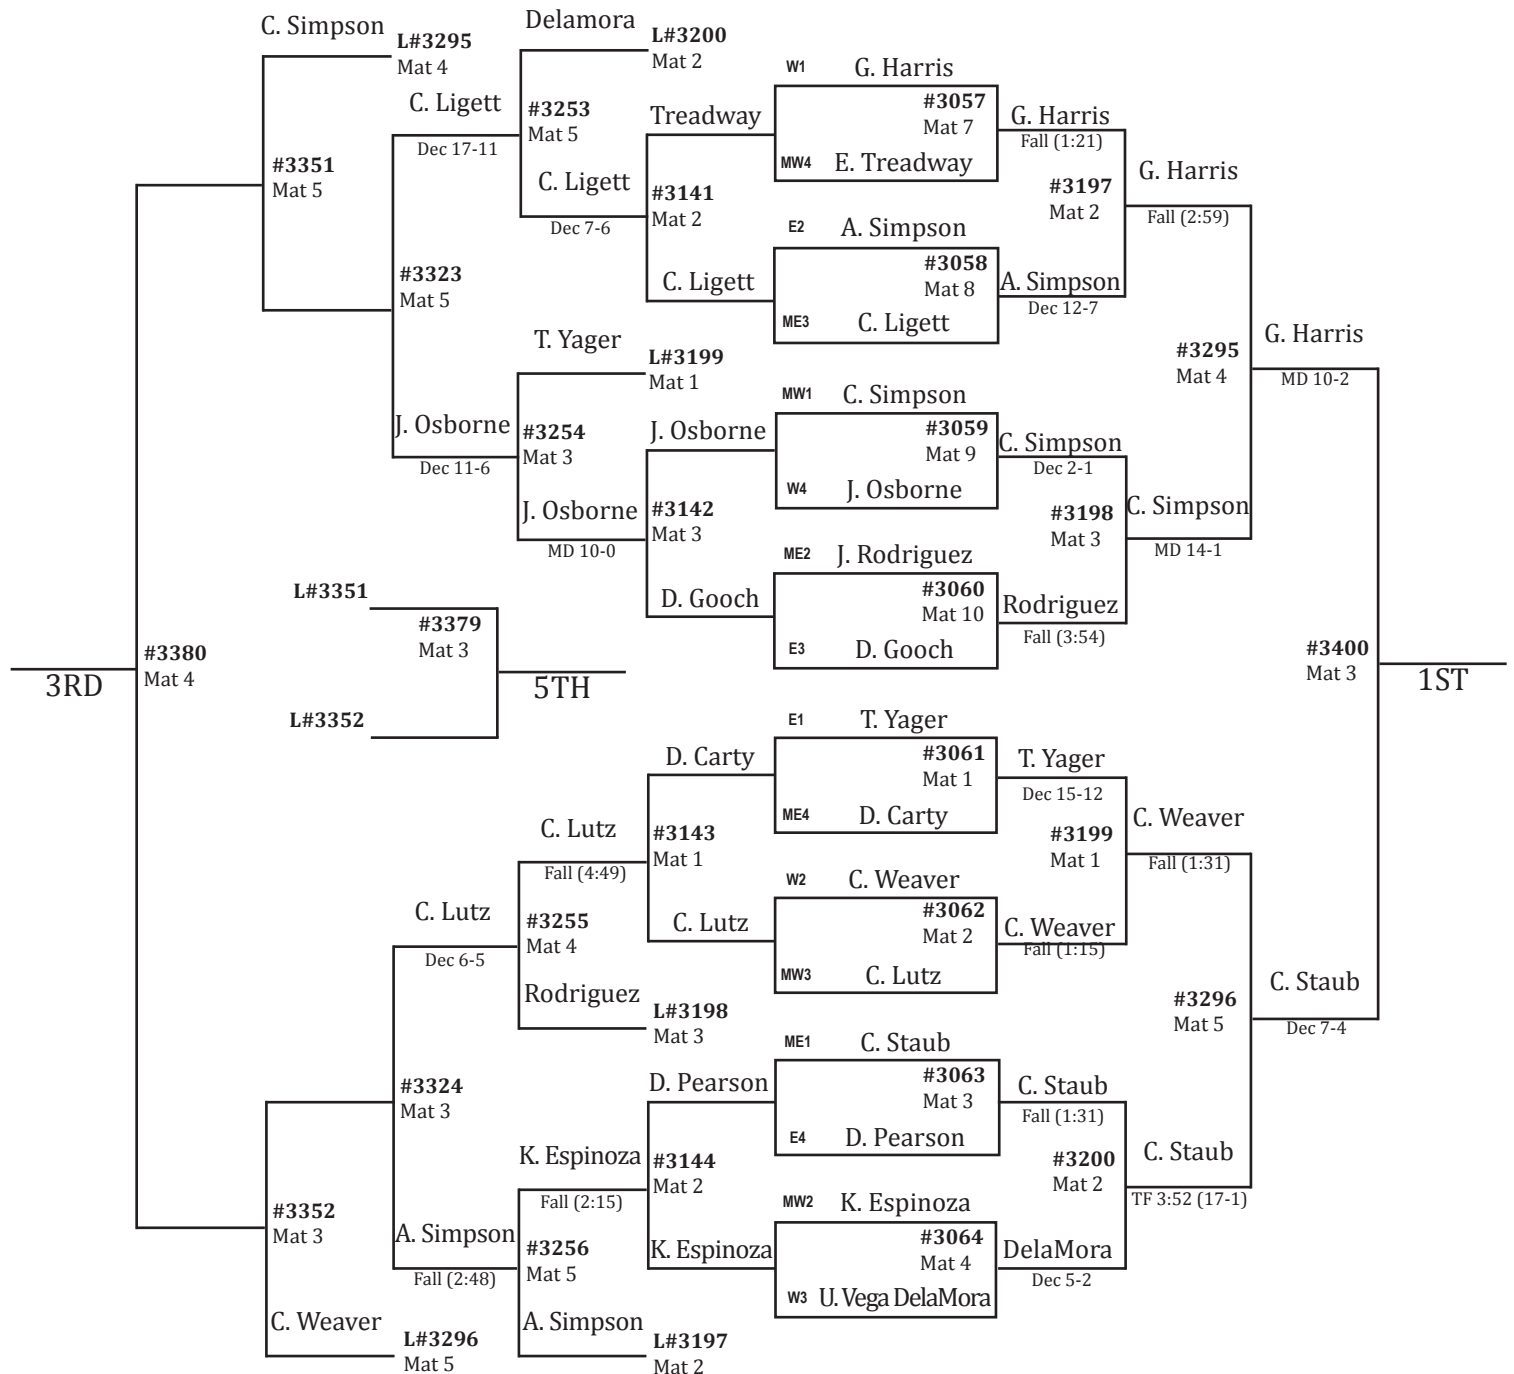 C. Simpson
L#3295
Mat 4
Delamora
L#3200
Mat 2
C. Ligett
Dec 17-11
#3253
Mat 5
C. Ligett
Dec 7-6
#3351
Mat 5
#3323
Mat 5
Treadway
#3141
Mat 2
C. Ligett
W1 G. Harris
#3057
Mat 7
MW4 E. Treadway
G. Harris
Fall (1:21)
E2 A. Simpson
#3058
Mat 8
ME3 C. Ligett
A. Simpson
Dec 12-7
#3197
Mat 2
G. Harris
Fall (2:59)
T. Yager
L#3199
Mat 1
J. Osborne
Dec 11-6
#3254
Mat 3
J. Osborne
MD 10-0
J. Osborne
#3142
Mat 3
D. Gooch
MW1 C. Simpson
#3059
Mat 9
W4 J. Osborne
C. Simpson
Dec 2-1
ME2 J. Rodriguez
#3060
Mat 10
E3 D. Gooch
Rodriguez
Fall (3:54)
#3198
Mat 3
C. Simpson
MD 14-1
#3295
Mat 4
G. Harris
MD 10-2
L#3351
#3379
Mat 3
L#3352
5TH
3RD
#3380
Mat 4
#3400
Mat 3
1ST
E1 T. Yager
#3061
Mat 1
ME4 D. Carty
T. Yager
Dec 15-12
D. Carty
#3143
Mat 1
C. Lutz
C. Lutz
Fall (4:49)
W2 C. Weaver
#3062
Mat 2
MW3 C. Lutz
C. Weaver
Fall (1:15)
#3199
Mat 1
C. Weaver
Fall (1:31)
C. Lutz
Dec 6-5
#3255
Mat 4
Rodriguez
L#3198
Mat 3
#3296
Mat 5
C. Staub
Dec 7-4
ME1 C. Staub
#3063
Mat 3
E4 D. Pearson
C. Staub
Fall (1:31)
D. Pearson
#3144
Mat 2
K. Espinoza
K. Espinoza
Fall (2:15)
MW2 K. Espinoza
#3064
Mat 4
W3 U. Vega DelaMora
DelaMora
Dec 5-2
#3200
Mat 2
C. Staub
TF 3:52 (17-1)
#3324
Mat 3
#3352
Mat 3
A. Simpson
Fall (2:48)
#3256
Mat 5
A. Simpson
L#3197
Mat 2
C. Weaver
L#3296
Mat 5